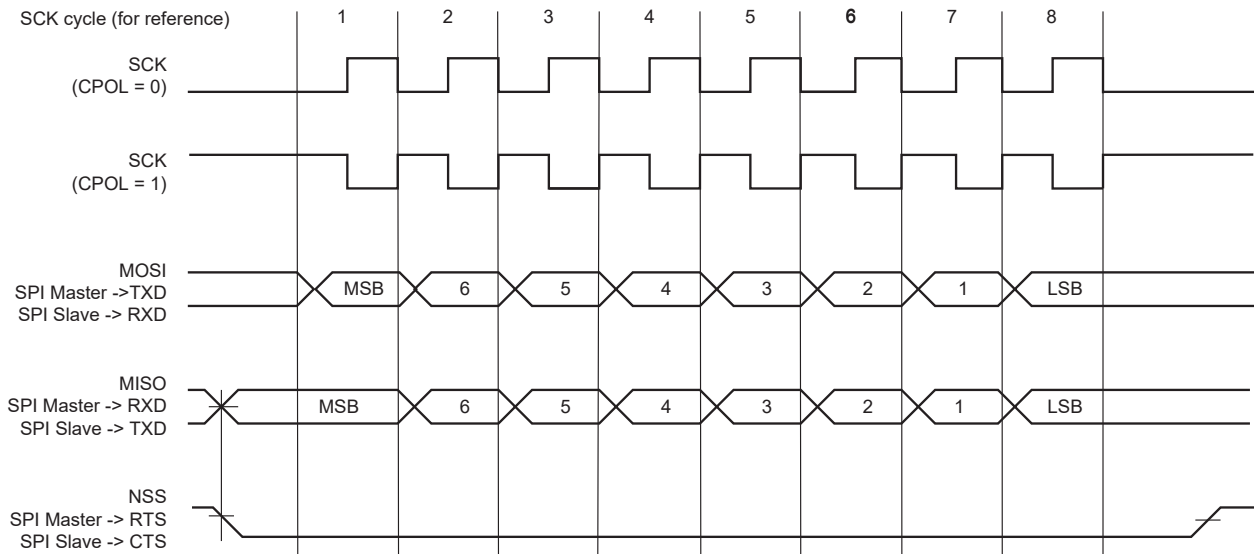 SCK cycle (for reference) 1 2 3 4 5 6 7 8
SCK
(CPOL = 0)
SCK
(CPOL = 1)
MOSI
SPI Master ->TXD
SPI Slave -> RXD
MSB 6 5 4 3 2 1 LSB
MISO
SPI Master -> RXD
SPI Slave -> TXD
MSB 6 5 4 3 2 1 LSB
NSS
SPI Master -> RTS
SPI Slave -> CTS